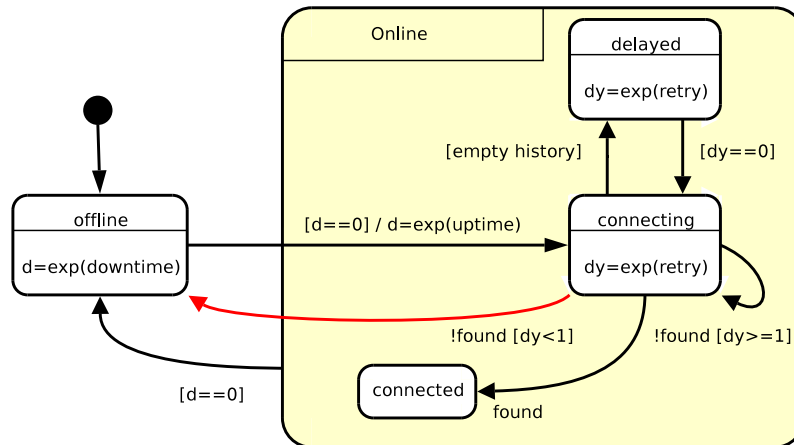 Online
delayed
dy=exp(retry)
[empty history]
[dy==0]
offline
d=exp(downtime)
[d==0] / d=exp(uptime)
connecting
dy=exp(retry)
!found [dy<1]
!found [dy>=1]
[d==0]
connected
found